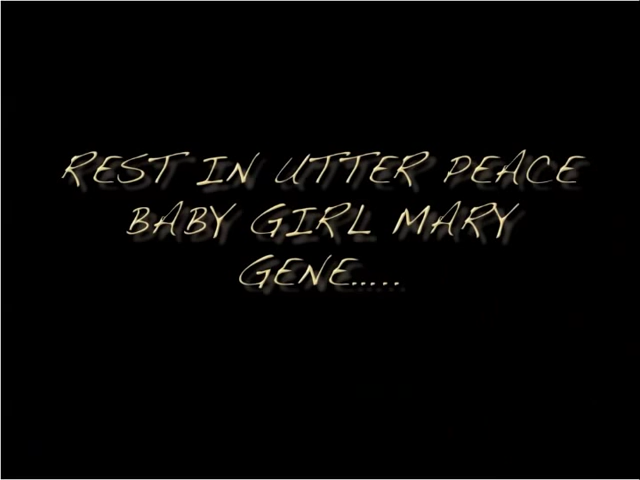 REST IN UTTER PEACE
BABY GIRL MARY
GENE.....